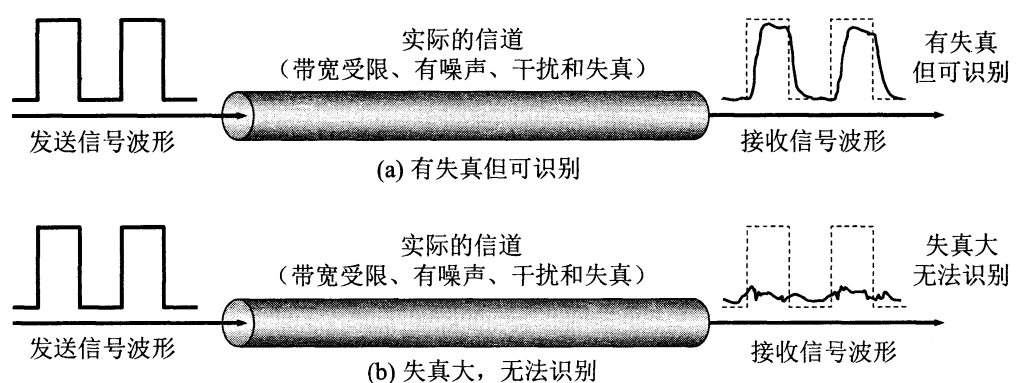 实际的信道
(带宽受限、有噪声、干扰和失真)
有失真
但可识别
发送信号波形
接收信号波形
(a) 有失真但可识别
实际的信道
(带宽受限、有噪声、干扰和失真)
失真大
无法识别
发送信号波形
接收信号波形
(b) 失真大，无法识别